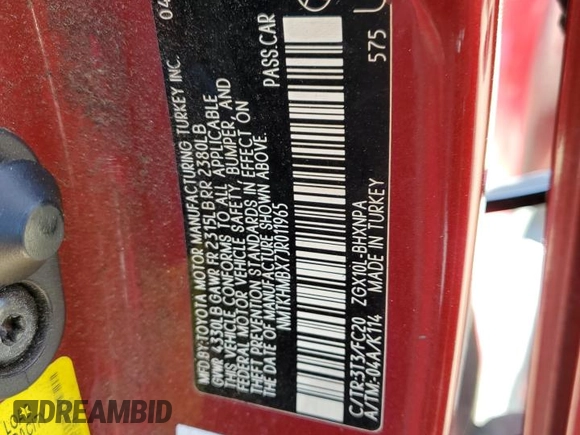 04
MFD BY: TOYOTA MOTOR MANUFACTURING TURKEY INC.
GVWR 4330LB GAWR FR 2315LB RR 2380LB
THIS VEHICLE CONFORMS TO ALL APPLICABLE
FEDERAL MOTOR VEHICLE SAFETY, BUMPER, AND
THEFT PREVENTION STANDARDS IN EFFECT ON
THE DATE OF MANUFACTURE SHOWN ABOVE.
NMTKHMBX7JR011965 PASS.CAR
C/TR:3T3/FC20 ZGX10L-BHXNPA
A/TM:-04A/K114 MADE IN TURKEY
575
DREAMBID